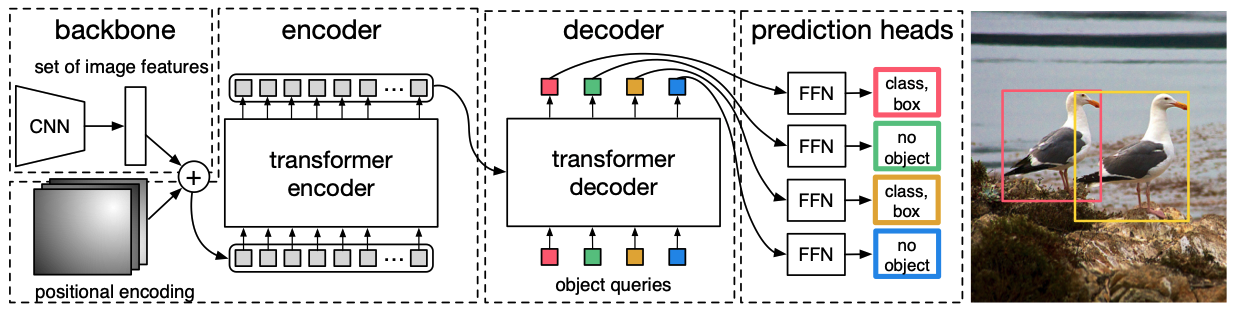 backbone
set of image features
CNN
+
positional encoding
encoder
...
transformer
encoder
...
decoder
transformer
decoder
object queries
prediction heads
FFN
class,
box
FFN
no
object
FFN
class,
box
FFN
no
object